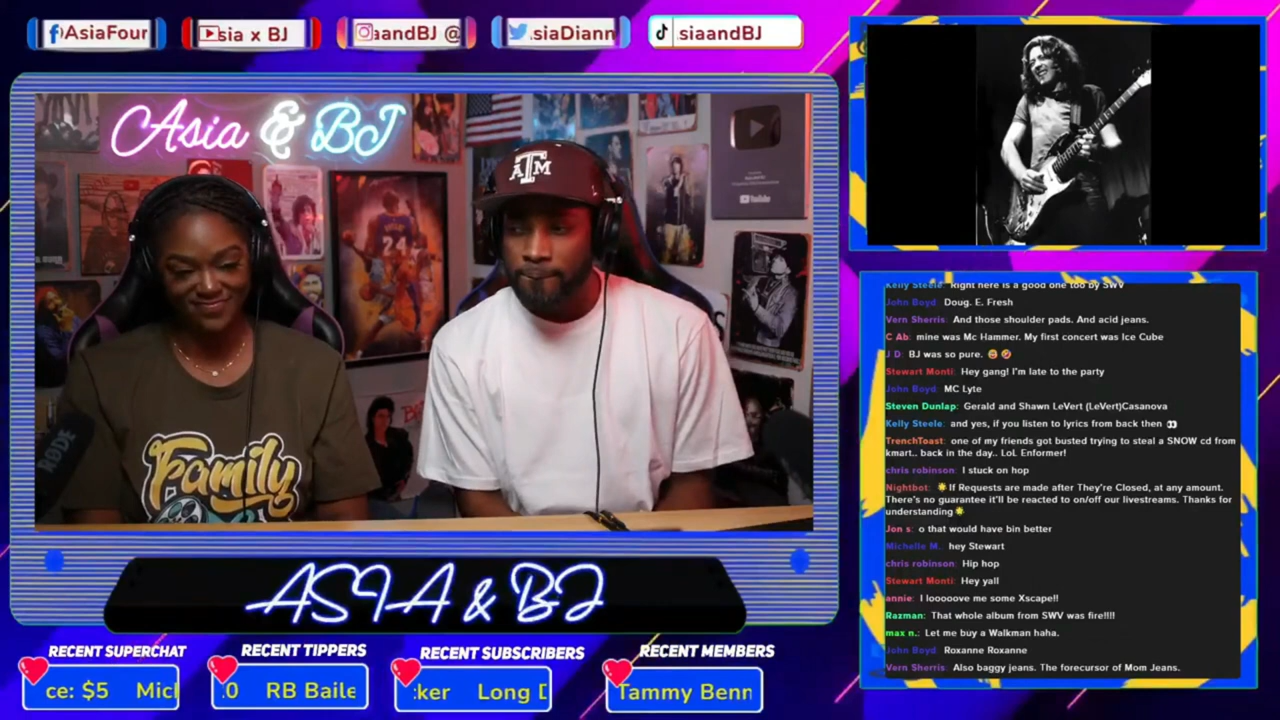 AsiaFour
sia x BJ
aandBJ @
.siaDiann
.siaandBJ
Asia & BJ
24
ATM
YouTube
RODE
Family
ASIA & BJ
Kelly Steele: Right here is a good one too by SWV
John Boyd: Doug. E. Fresh
Vern Sherris: And those shoulder pads. And acid jeans.
C Ab: mine was Mc Hammer. My first concert was Ice Cube
J D: BJ was so pure. 🤣 🤣
Stewart Monti: Hey gang! I'm late to the party
John Boyd: MC Lyte
Steven Dunlap: Gerald and Shawn LeVert (LeVert)Casanova
Kelly Steele: and yes, if you listen to lyrics from back then 👀
TrenchToast: one of my friends got busted trying to steal a SNOW cd from
kmart.. back in the day.. LoL Enformer!
chris robinson: I stuck on hop
Nightbot: 🌟If Requests are made after They're Closed, at any amount.
There's no guarantee it'll be reacted to on/off our livestreams. Thanks for
understanding🌟
Jon s: o that would have bin better
Michelle M.: hey Stewart
chris robinson: Hip hop
Stewart Monti: Hey yall
annie: I looooove me some Xscape!!
Razman: That whole album from SWV was fire!!!!
max n.: Let me buy a Walkman haha.
John Boyd: Roxanne Roxanne
Vern Sherris: Also baggy jeans. The forecursor of Mom Jeans.
RECENT SUPERCHAT
ce: $5 Mic
RECENT TIPPERS
:0 RB Baile
RECENT SUBSCRIBERS
:ker Long D
RECENT MEMBERS
Tammy Benn